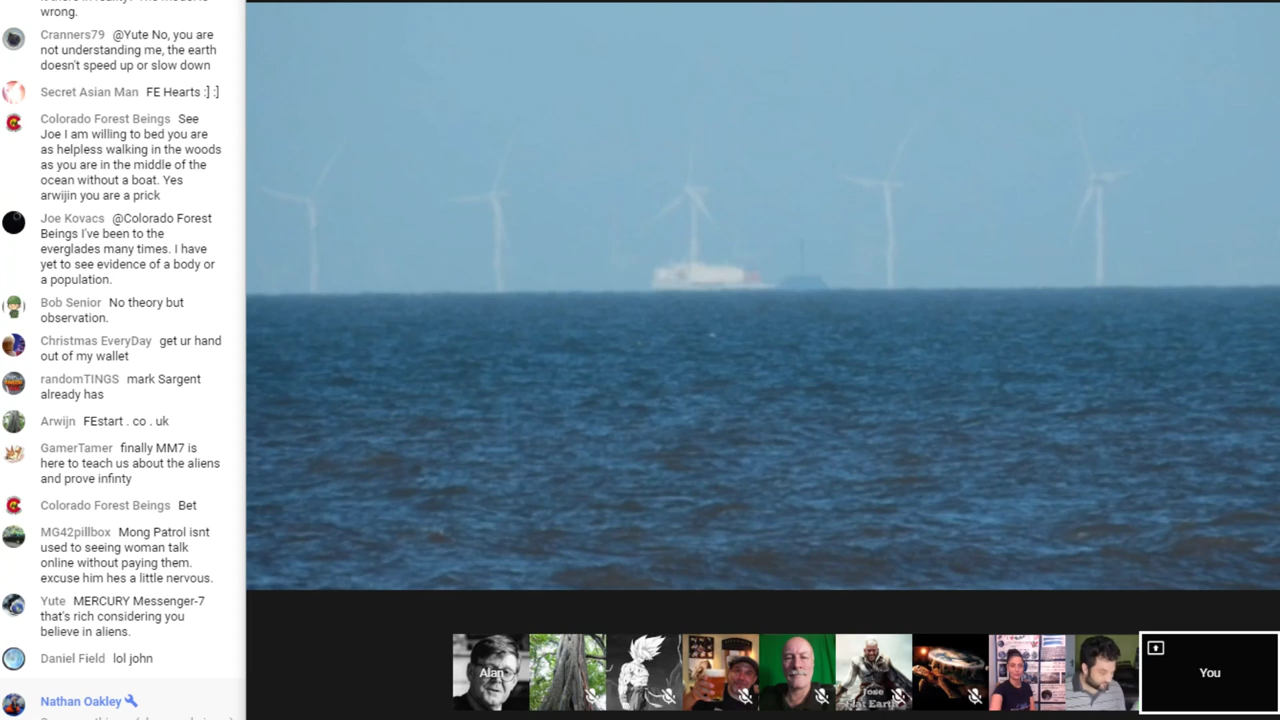 wrong.
Cranners79 @Yute No, you are
not understanding me, the earth
doesn't speed up or slow down
Secret Asian Man FE Hearts :] :]
Colorado Forest Beings See
Joe I am willing to bed you are
as helpless walking in the woods
as you are in the middle of the
ocean without a boat. Yes
arwijin you are a prick
Joe Kovacs @Colorado Forest
Beings I've been to the
everglades many times. I have
yet to see evidence of a body or
a population.
Bob Senior No theory but
observation.
Christmas EveryDay get ur hand
out of my wallet
randomTINGS mark Sargent
already has
Arwijn FEstart . co . uk
GamerTamer finally MM7 is
here to teach us about the aliens
and prove infinty
Colorado Forest Beings Bet
MG42pillbox Mong Patrol isnt
used to seeing woman talk
online without paying them.
excuse him hes a little nervous.
Yute MERCURY Messenger-7
that's rich considering you
believe in aliens.
Daniel Field lol john
Nathan Oakley
Alan
Jose
Flat Earth
You